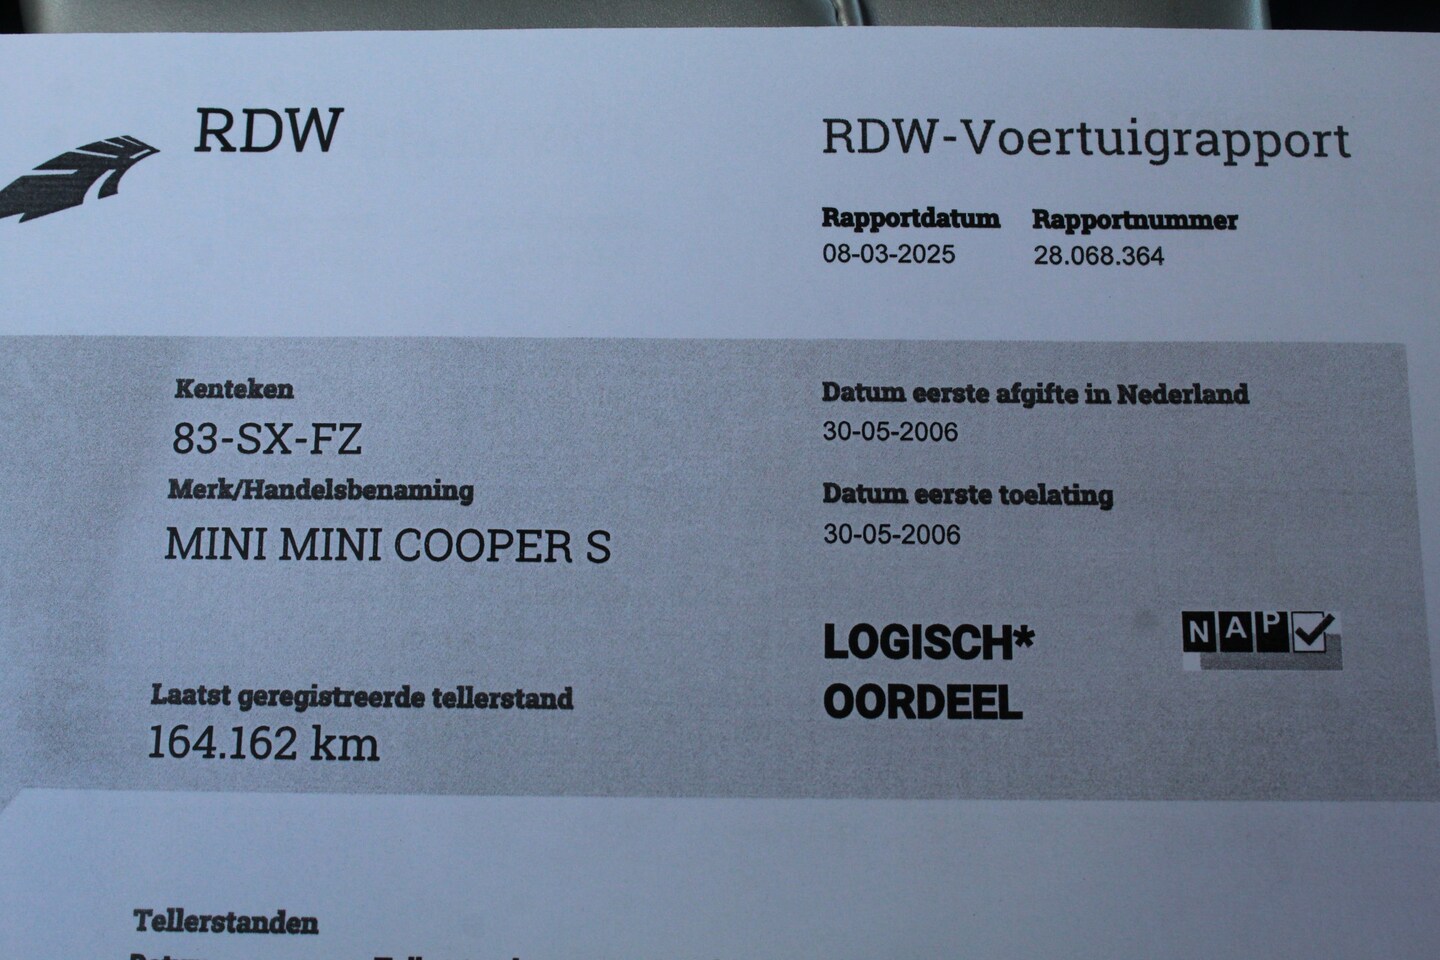 RDW
RDW-Voertuigrapport
Rapportdatum Rapportnummer
08-03-2025 28.068.364
Kenteken
83-SX-FZ
Merk/Handelsbenaming
MINI MINI COOPER S
Laatst geregistreerde tellerstand
164.162 km
Datum eerste afgifte in Nederland
30-05-2006
Datum eerste toelating
30-05-2006
LOGISCH*
OORDEEL
NAP
Tellerstanden